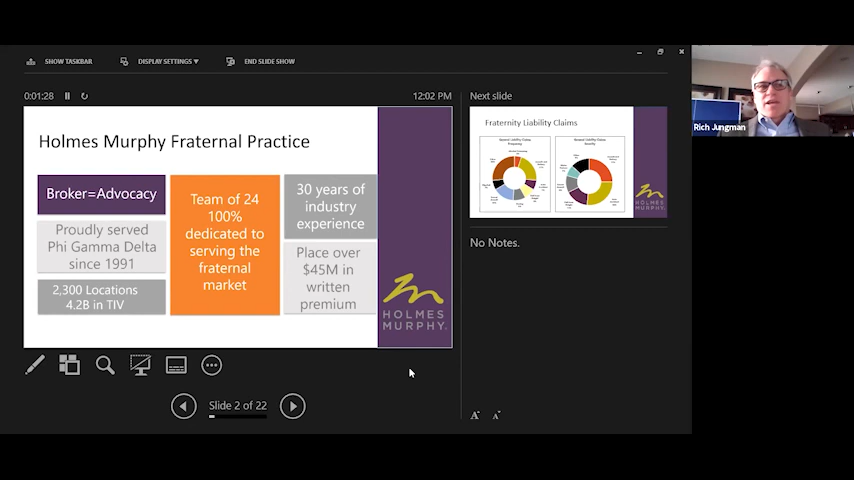 SHOW TASKBAR
DISPLAY SETTINGS ▾
END SLIDE SHOW
0:01:28
12:02 PM
Next slide
Holmes Murphy Fraternal Practice
Broker=Advocacy
Proudly served
Phi Gamma Delta
since 1991
2,300 Locations
4.2B in TIV
Team of 24
100%
dedicated to
serving the
fraternal
market
30 years of
industry
experience
Place over
$45M in
written
premium
HOLMES
MURPHY
Fraternity Liability Claims
HOLMES
MURPHY
No Notes.
Slide 2 of 22
Rich Jungman